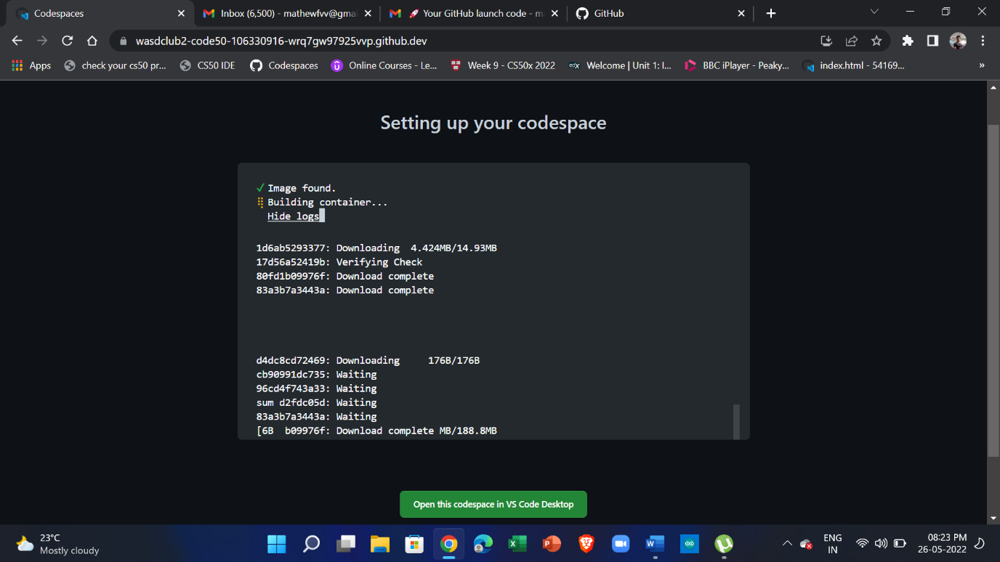 Codespaces
Inbox (6,500) - mathewfvv@gmai
🚀 Your GitHub launch code - m
GitHub
wasdclub2-code50-106330916-wrq7gw97925vvp.github.dev
Apps
check your cs50 pr...
CS50 IDE
Codespaces
Online Courses - Le...
Week 9 - CS50x 2022
edX
Welcome | Unit 1: I...
BBC iPlayer - Peaky...
index.html - 54169...
»
Setting up your codespace
✓ Image found.
Building container...
Hide logs
1d6ab5293377: Downloading  4.424MB/14.93MB
17d56a52419b: Verifying Check
80fd1b09976f: Download complete
83a3b7a3443a: Download complete
d4dc8cd72469: Downloading     176B/176B
cb90991dc735: Waiting
96cd4f743a33: Waiting
sum d2fdc05d: Waiting
83a3b7a3443a: Waiting
[6B  b09976f: Download complete MB/188.8MB
Open this codespace in VS Code Desktop
23°C
Mostly cloudy
ENG
IN
08:23 PM
26-05-2022